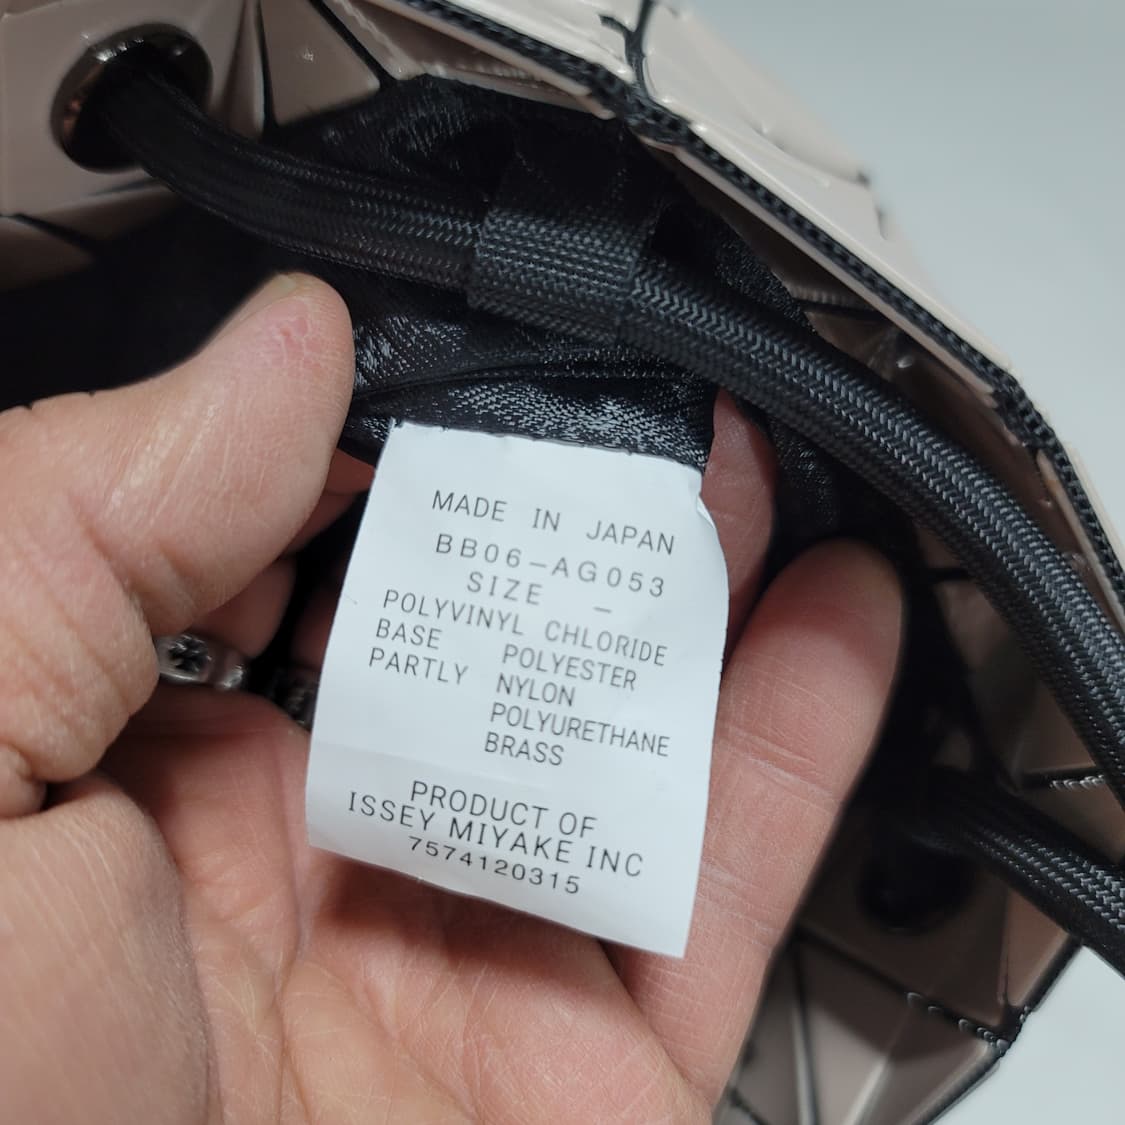 MADE IN JAPAN
BB06-AG053
SIZE -
POLYVINYL CHLORIDE
BASE POLYESTER
PARTLY NYLON
POLYURETHANE
BRASS
PRODUCT OF
ISSEY MIYAKE INC
7574120315